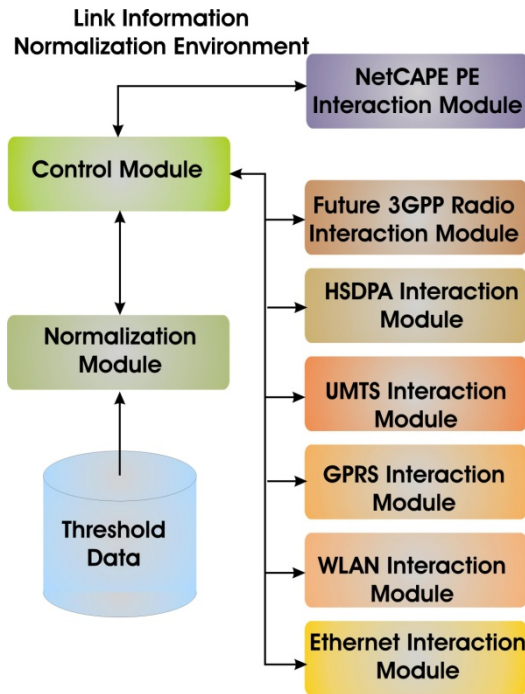 Link Information
Normalization Environment
NetCAPE PE
Interaction Module
Control Module
Future 3GPP Radio
Interaction Module
HSDPA Interaction
Module
Normalization
Module
UMTS Interaction
Module
GPRS Interaction
Module
Threshold
Data
WLAN Interaction
Module
Ethernet Interaction
Module